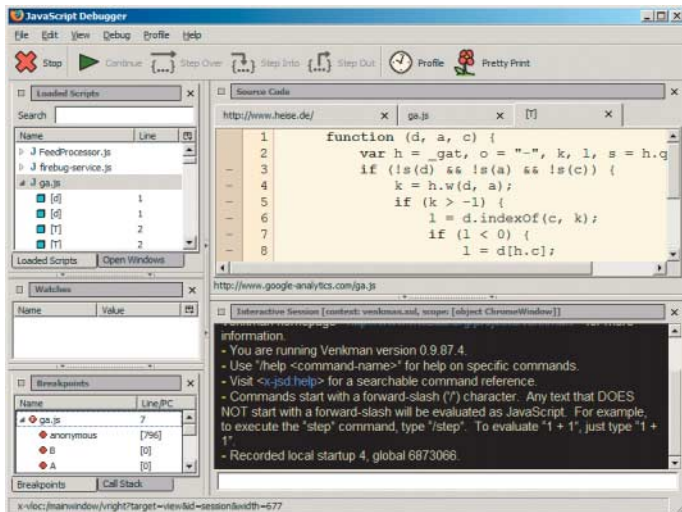 JavaScript Debugger
File Edit View Debug Profile Help
Stop Continue Step Over Step Into Step Out Profile Pretty Print
Loaded Scripts
Search
Name Line
FeedProcessor.js
firebug-service.js
ga.js
[d] 1
[d] 1
[T] 2
[T] 2
Loaded Scripts Open Windows
Watches
Name Value
Breakpoints
Name Line/PC
ga.js 7
anonymous [796]
B [0]
A [0]
Breakpoints Call Stack
Source Code
http://www.heise.de/ ga.js [T]
1 function (d, a, c) {
2 var h = _gat, o = "-", k, l, s = h.q
3 if (!s(d) && !s(a) && !s(c)) {
4 k = h.w(d, a);
5 if (k > -1) {
6 l = d.indexOf(c, k);
7 if (l < 0) {
8 l = d[h.c];
http://www.google-analytics.com/ga.js
Interactive Session [context: venkman.xul, scope: [object ChromeWindow]]
information.
- You are running Venkman version 0.9.87.4.
- Use "/help <command-name>" for help on specific commands.
- Visit <x-jsd:help> for a searchable command reference.
- Commands start with a forward-slash ('/') character. Any text that DOES
NOT start with a forward-slash will be evaluated as JavaScript. For example,
to execute the "step" command, type "/step". To evaluate "1 + 1", just type "1 +
1".
- Recorded local startup 4, global 6873066.
x-vloc:/mainwindow/vright?target=view&id=session&width=677